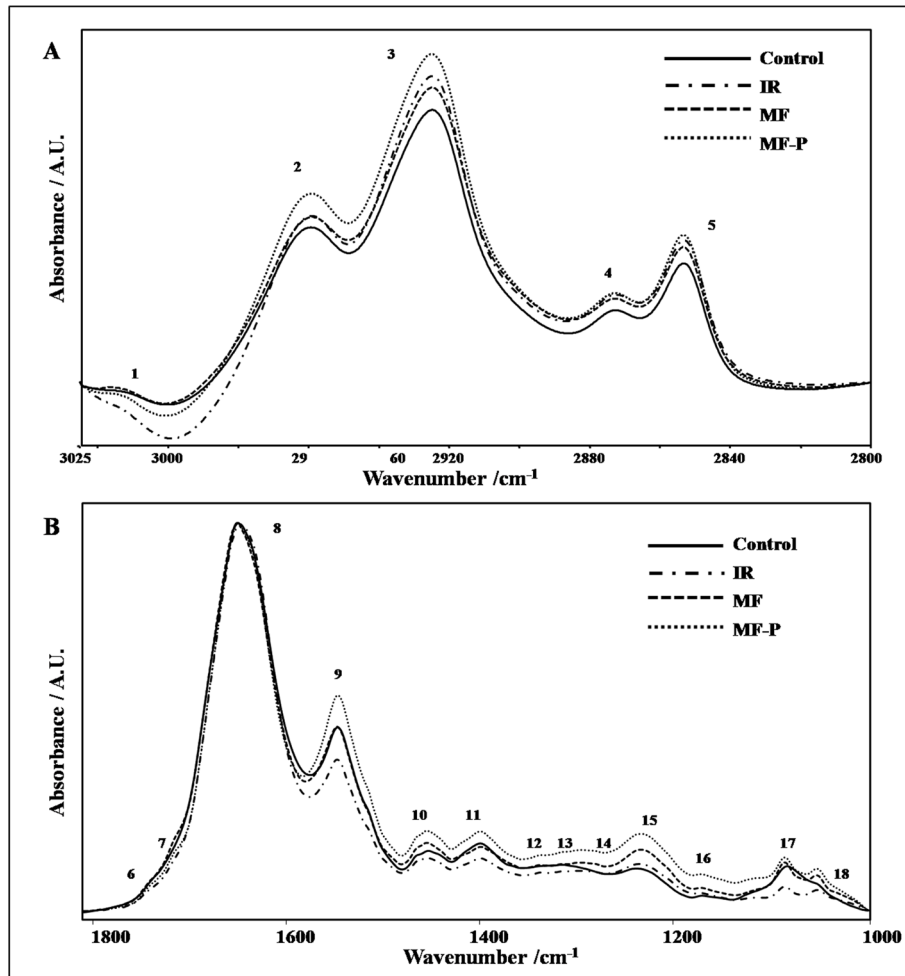 A
3
Control
IR
MF
MF-P
2
5
4
1
Absorbance / A.U.
3025 3000 29 60 2920 2880 2840 2800
Wavenumber /cm-1
B
8
Control
IR
MF
MF-P
9
10 11 12 13 14 15
16 17
7
6 18
Absorbance / A.U.
1800 1600 1400 1200 1000
Wavenumber /cm-1